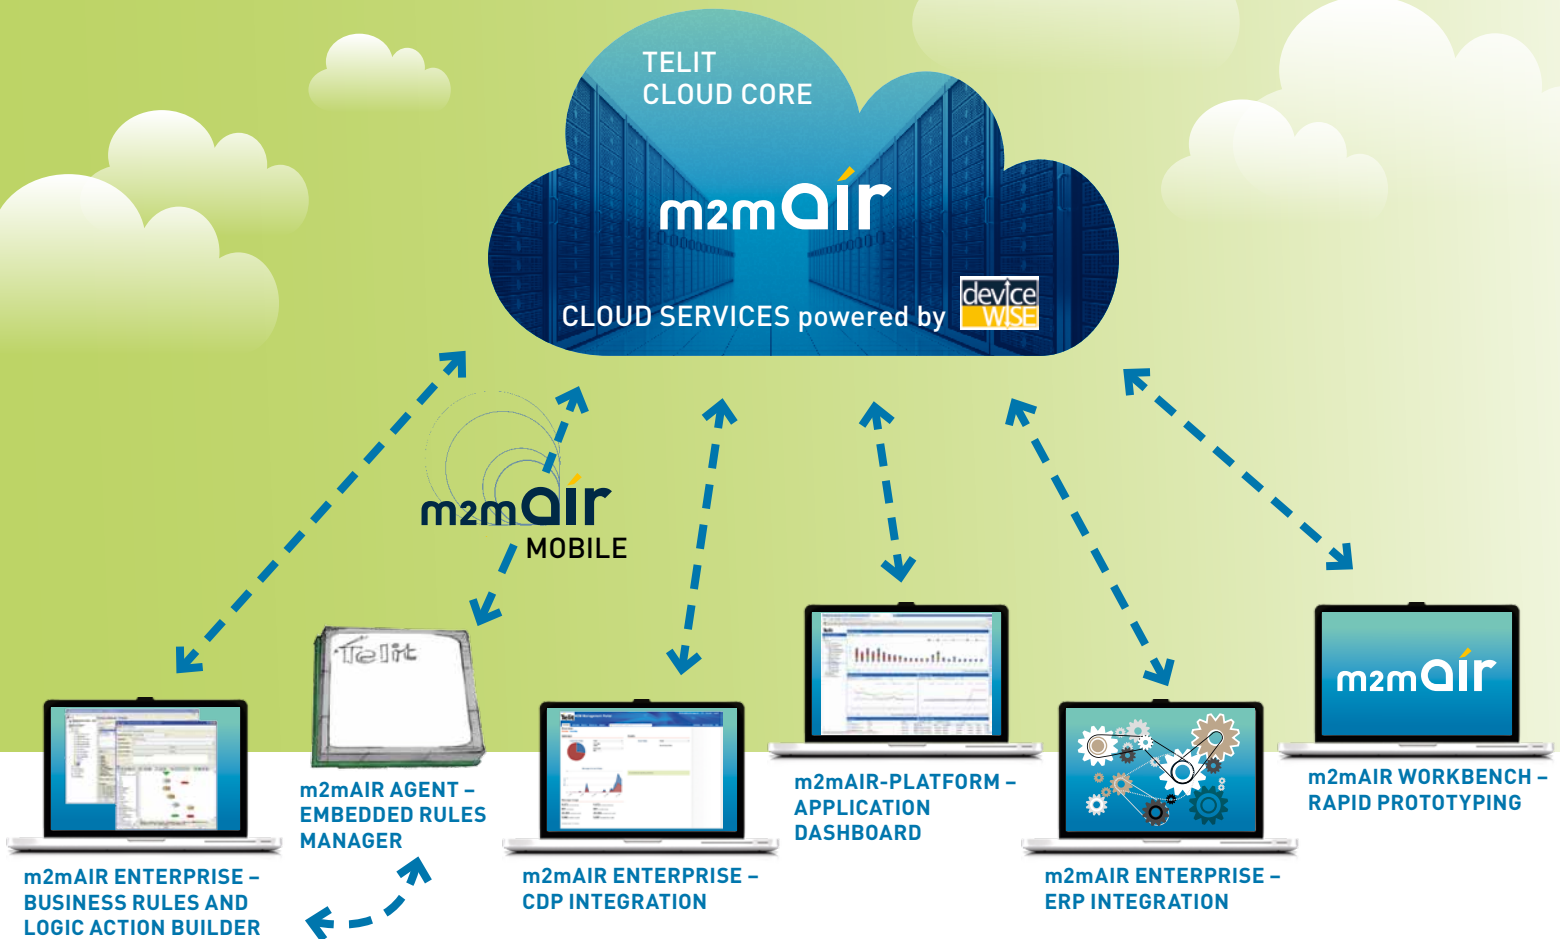 TELIT
CLOUD CORE
m2mair
CLOUD SERVICES powered by
device
WISE
m2mair
MOBILE
Telit
Telit
m2mair
m2mAIR AGENT –
EMBEDDED RULES
MANAGER
m2mAIR-PLATFORM –
APPLICATION
DASHBOARD
m2mAIR WORKBENCH –
RAPID PROTOTYPING
m2mAIR ENTERPRISE –
BUSINESS RULES AND
LOGIC ACTION BUILDER
m2mAIR ENTERPRISE –
CDP INTEGRATION
m2mAIR ENTERPRISE –
ERP INTEGRATION